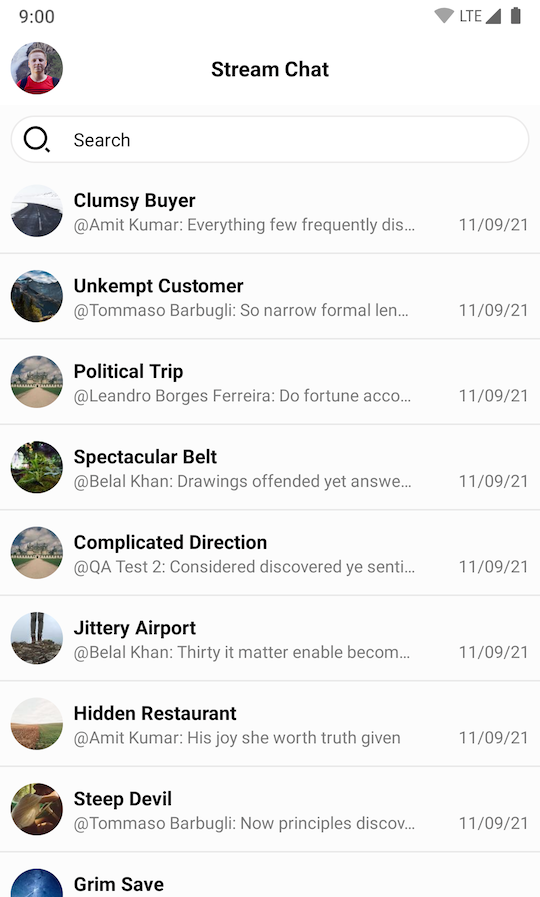 9:00 LTE
Stream Chat
Search
Clumsy Buyer
@Amit Kumar: Everything few frequently dis... 11/09/21
Unkempt Customer
@Tommaso Barbugli: So narrow formal len... 11/09/21
Political Trip
@Leandro Borges Ferreira: Do fortune acco... 11/09/21
Spectacular Belt
@Belal Khan: Drawings offended yet answe... 11/09/21
Complicated Direction
@QA Test 2: Considered discovered ye senti... 11/09/21
Jittery Airport
@Belal Khan: Thirty it matter enable becom... 11/09/21
Hidden Restaurant
@Amit Kumar: His joy she worth truth given 11/09/21
Steep Devil
@Tommaso Barbugli: Now principles discov... 11/09/21
Grim Save